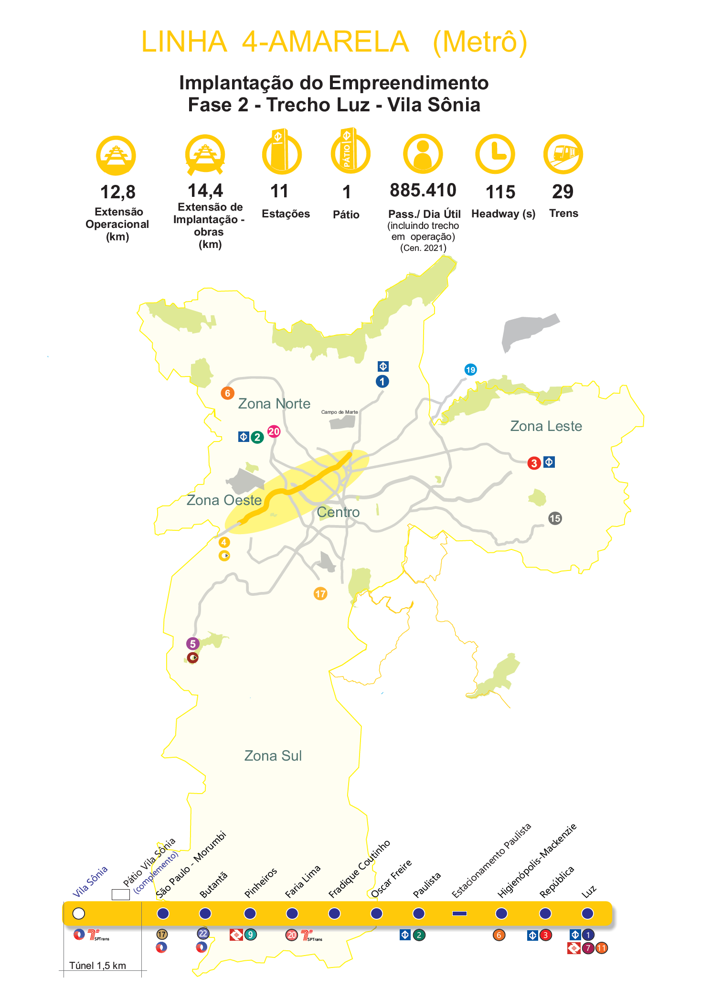 LINHA 4-AMARELA (Metrô)
Implantação do Empreendimento
Fase 2 - Trecho Luz - Vila Sônia
PÁTIO
12,8
Extensão
Operacional
(km)
14,4
Extensão de
Implantação -
obras
(km)
11
Estações
1
Pátio
885.410
Pass./ Dia Útil
(incluindo trecho
em operação)
(Cen. 2021)
115
Headway (s)
29
Trens
19
1
6
Zona Norte
Campo de Marte
Zona Leste
20
2
3
Zona Oeste
Centro
15
4
17
5
Zona Sul
Vila Sônia
Pátio Vila Sônia
(complemento)
São Paulo - Morumbi
Butantã
Pinheiros
Faria Lima
Fradique Coutinho
Oscar Freire
Paulista
Estacionamento Paulista
Higienópolis-Mackenzie
República
Luz
SPTrans
17
22
9
20
SPTrans
2
6
3
1
7
11
Túnel 1,5 km